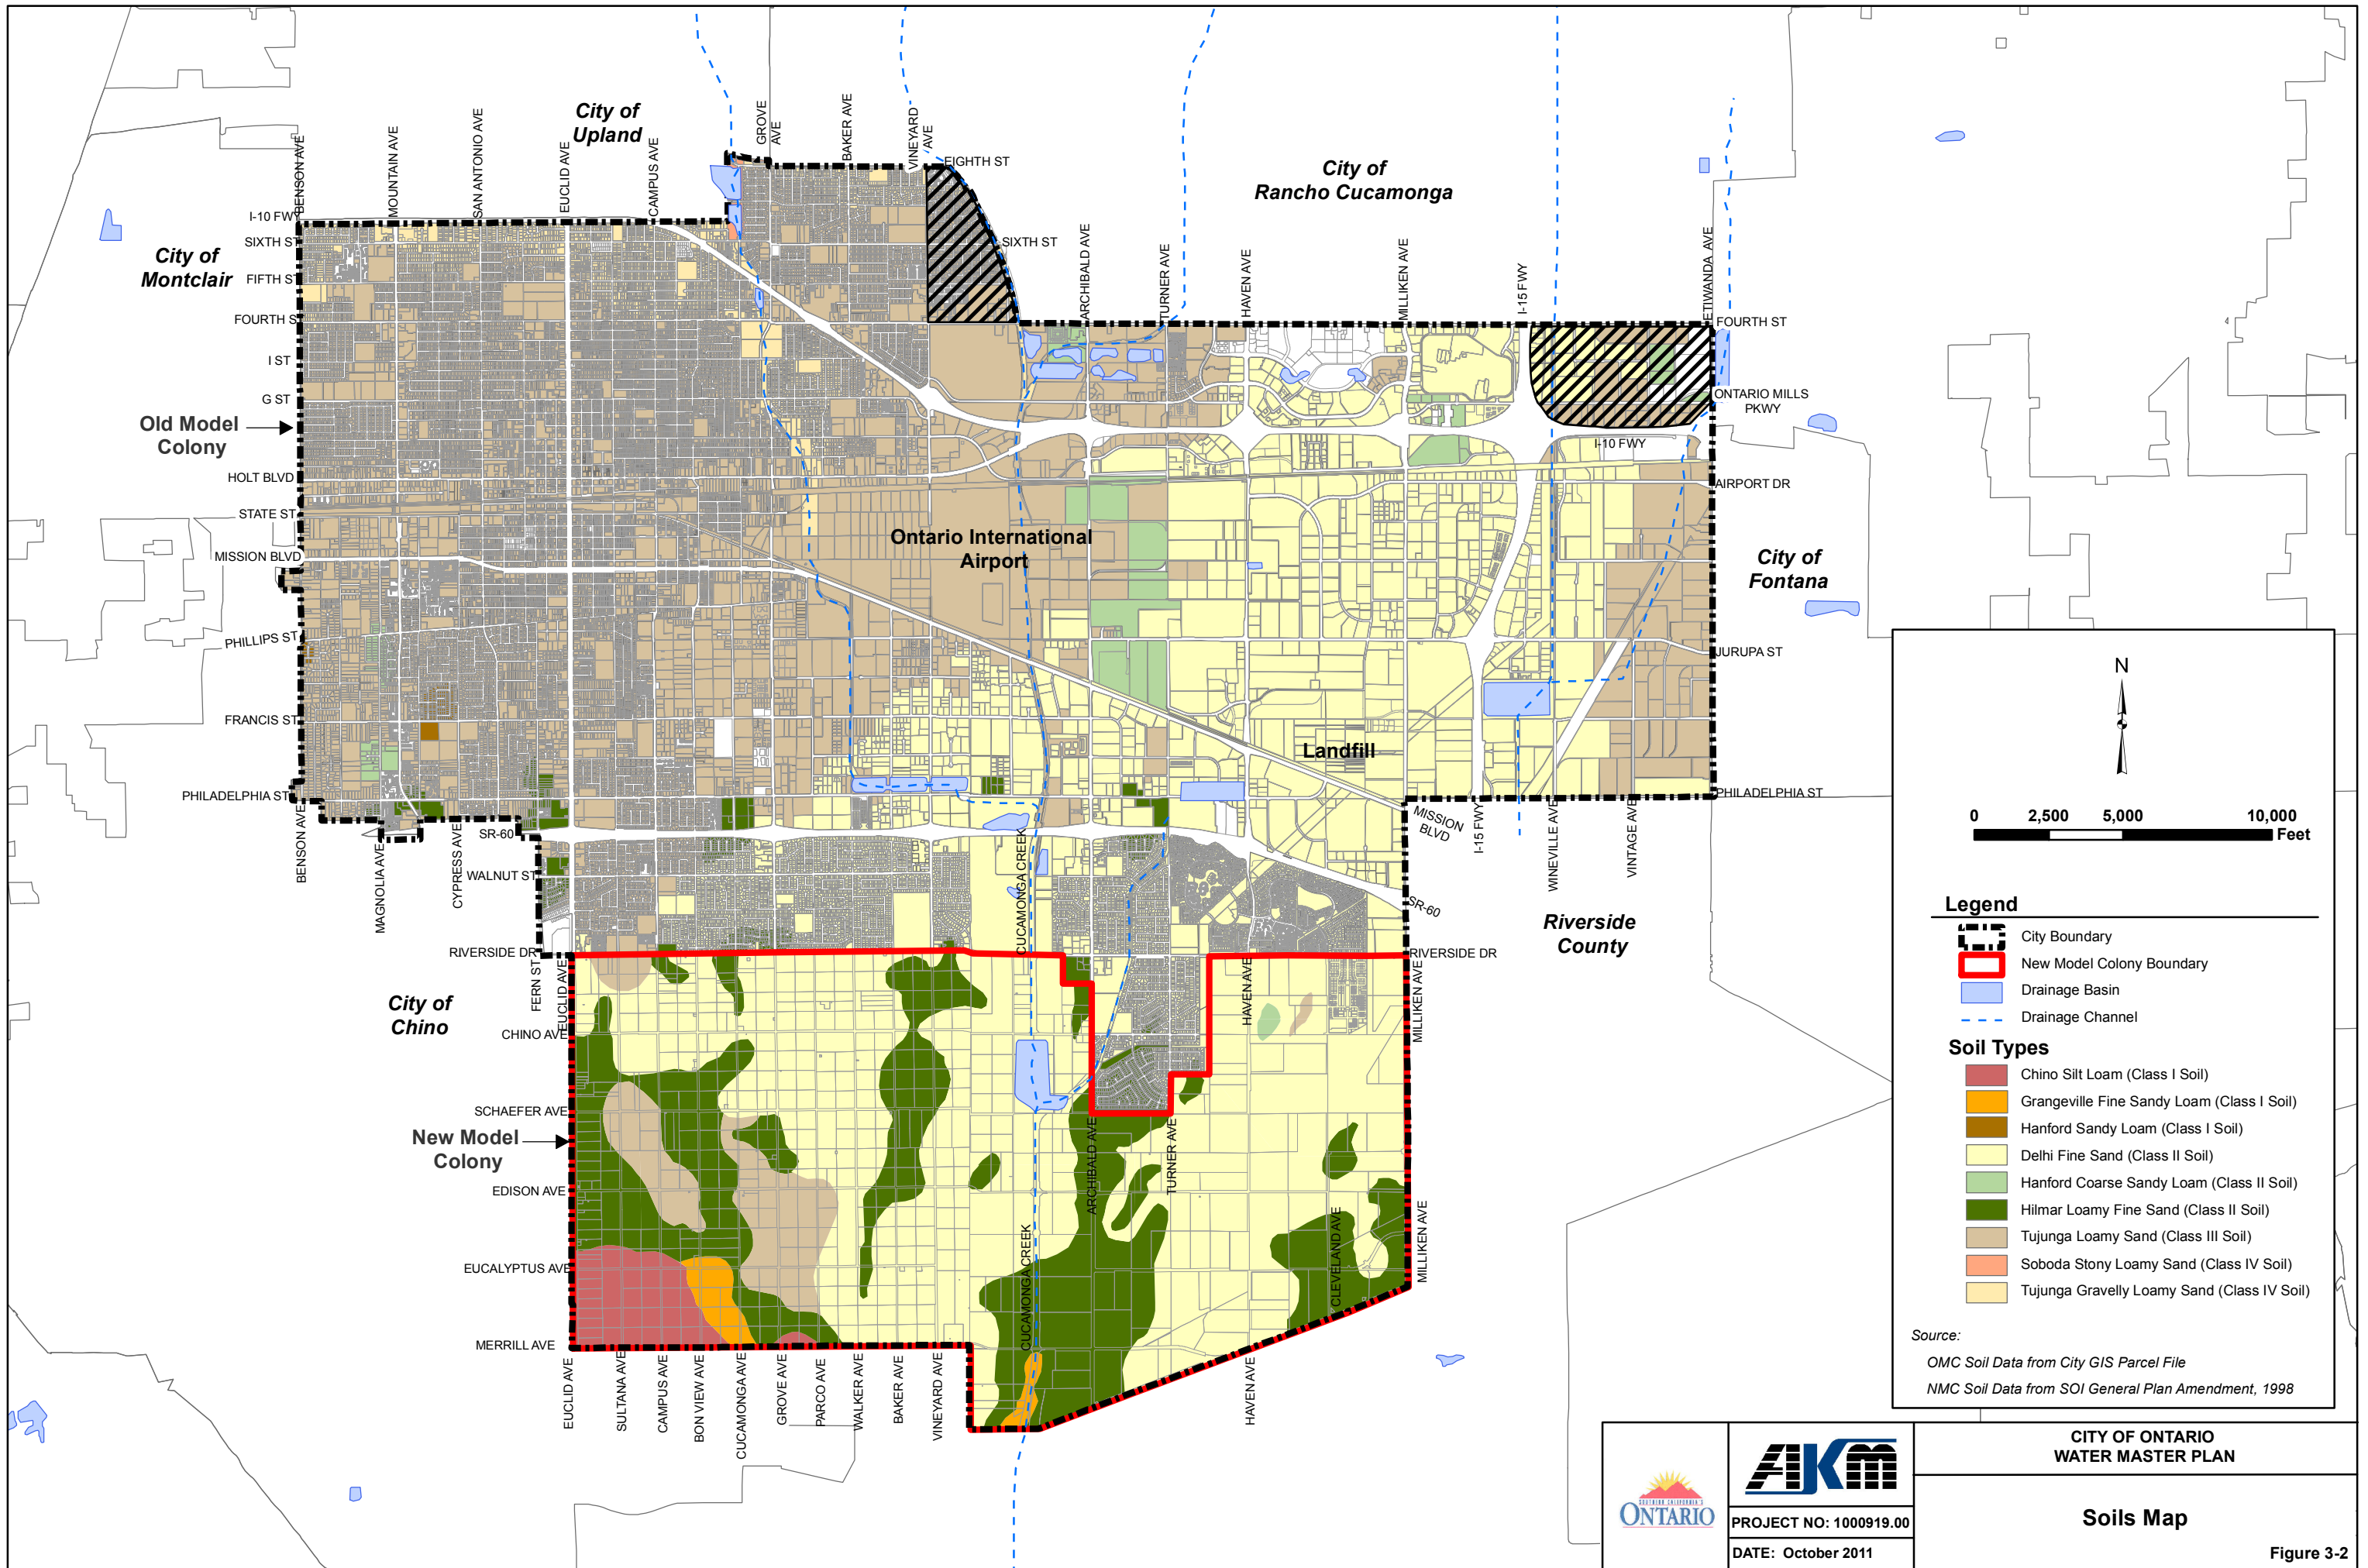 City of
Upland
City of
Rancho Cucamonga
City of
Montclair
City of
Fontana
City of
Chino
Riverside
County
Old Model
Colony
New Model
Colony
Ontario International
Airport
Landfill
BENSON AVE
MOUNTAIN AVE
SAN ANTONIO AVE
EUCLID AVE
CAMPUS AVE
GROVE
AVE
BAKER AVE
VINEYARD
AVE
EIGHTH ST
SIXTH ST
ARCHIBALD AVE
TURNER AVE
HAVEN AVE
MILLIKEN AVE
I-15 FWY
ETIWANDA AVE
FOURTH ST
ONTARIO MILLS
PKWY
I-10 FWY
AIRPORT DR
JURUPA ST
PHILADELPHIA ST
I-10 FWY
SIXTH ST
FIFTH ST
FOURTH S
I ST
G ST
HOLT BLVD
STATE ST
MISSION BLVD
PHILLIPS ST
FRANCIS ST
PHILADELPHIA ST
BENSON AVE
MAGNOLIA AVE
CYPRESS AVE
SR-60
WALNUT ST
RIVERSIDE DR
FERN ST
EUCLID AVE
CHINO AVE
SCHAEFER AVE
EDISON AVE
EUCALYPTUS AVE
MERRILL AVE
CUCAMONGA CREEK
CUCAMONGA CREEK
ARCHIBALD AVE
TURNER AVE
HAVEN AVE
CLEVELAND AVE
MILLIKEN AVE
MILLIKEN AVE
RIVERSIDE DR
SR-60
MISSION
BLVD
I-15 FWY
WINEVILLE AVE
VINTAGE AVE
EUCLID AVE
SULTANA AVE
CAMPUS AVE
BON VIEW AVE
CUCAMONGA AVE
GROVE AVE
PARCO AVE
WALKER AVE
BAKER AVE
VINEYARD AVE
HAVEN AVE
N
0 2,500 5,000 10,000
Feet
Legend
City Boundary
New Model Colony Boundary
Drainage Basin
Drainage Channel
Soil Types
Chino Silt Loam (Class I Soil)
Grangeville Fine Sandy Loam (Class I Soil)
Hanford Sandy Loam (Class I Soil)
Delhi Fine Sand (Class II Soil)
Hanford Coarse Sandy Loam (Class II Soil)
Hilmar Loamy Fine Sand (Class II Soil)
Tujunga Loamy Sand (Class III Soil)
Soboda Stony Loamy Sand (Class IV Soil)
Tujunga Gravelly Loamy Sand (Class IV Soil)
Source:
OMC Soil Data from City GIS Parcel File
NMC Soil Data from SOI General Plan Amendment, 1998
SOUTHERN CALIFORNIA'S
ONTARIO
AKM
PROJECT NO: 1000919.00
DATE: October 2011
CITY OF ONTARIO
WATER MASTER PLAN
Soils Map
Figure 3-2